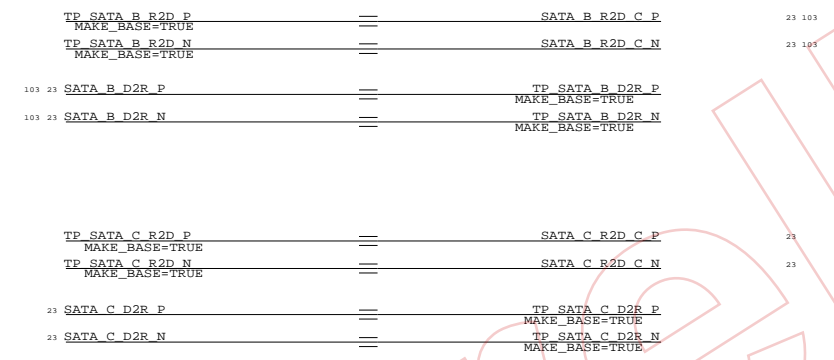 TP_SATA_B_R2D_P SATA_B_R2D_C_P 23 103
MAKE_BASE=TRUE
TP_SATA_B_R2D_N SATA_B_R2D_C_N 23 103
MAKE_BASE=TRUE
103 23 SATA_B_D2R_P TP_SATA_B_D2R_P
MAKE_BASE=TRUE
103 23 SATA_B_D2R_N TP_SATA_B_D2R_N
MAKE_BASE=TRUE
TP_SATA_C_R2D_P SATA_C_R2D_C_P 23
MAKE_BASE=TRUE
TP_SATA_C_R2D_N SATA_C_R2D_C_N 23
MAKE_BASE=TRUE
23 SATA_C_D2R_P TP_SATA_C_D2R_P
MAKE_BASE=TRUE
23 SATA_C_D2R_N TP_SATA_C_D2R_N
MAKE_BASE=TRUE